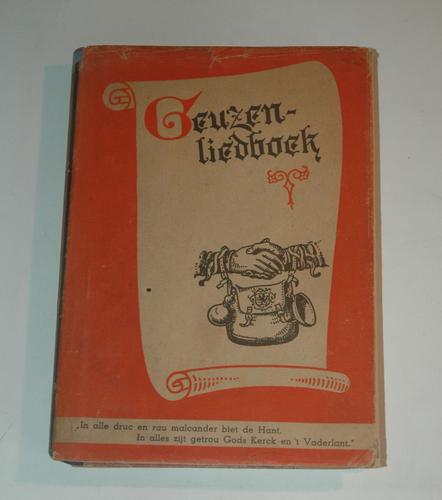 Geuzen-
liedboek
„In alle druc en rau malcander biet de Hant.
In alles zijt getrou Gods Kerck en 't Vaderlant."